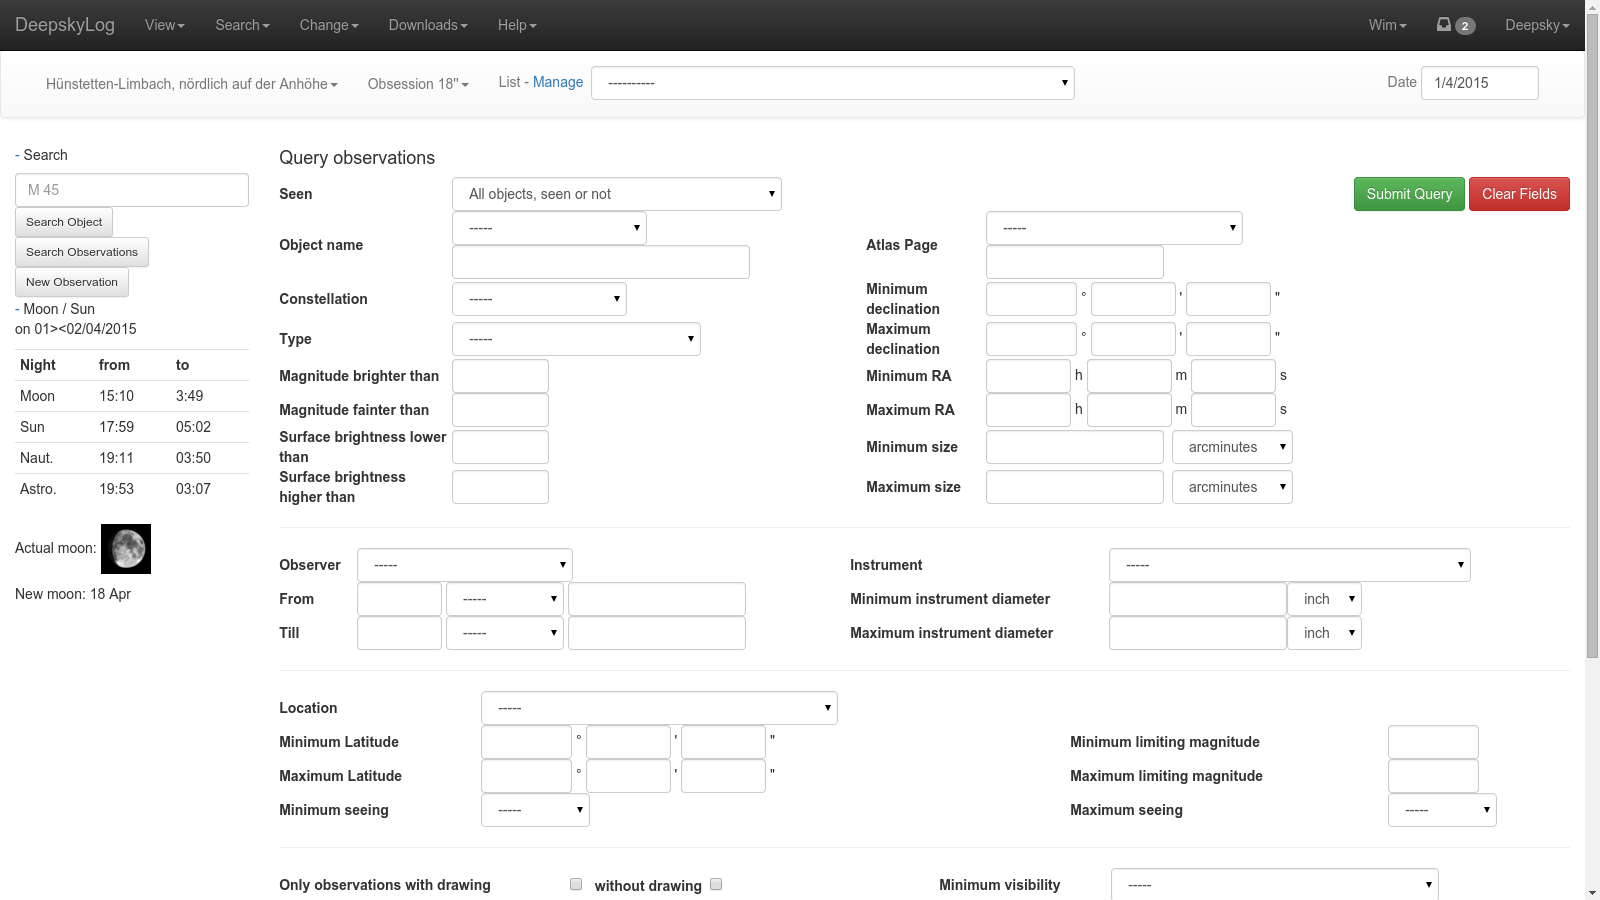 DeepskyLog View Search Change Downloads Help Wim 2 Deepsky
Hünstetten-Limbach, nördlich auf der Anhöhe Obsession 18" List - Manage ---------- Date 1/4/2015
- Search
M 45
Search Object
Search Observations
New Observation
- Moon / Sun
on 01><02/04/2015
Night from to
Moon 15:10 3:49
Sun 17:59 05:02
Naut. 19:11 03:50
Astro. 19:53 03:07
Actual moon:
New moon: 18 Apr
Query observations
Seen All objects, seen or not Submit Query Clear Fields
Object name ----- Atlas Page -----
Constellation ----- Minimum declination ° ' "
Type ----- Maximum declination ° ' "
Magnitude brighter than Minimum RA h m s
Magnitude fainter than Maximum RA h m s
Surface brightness lower than Minimum size arcminutes
Surface brightness higher than Maximum size arcminutes
Observer ----- Instrument -----
From ----- Minimum instrument diameter inch
Till ----- Maximum instrument diameter inch
Location -----
Minimum Latitude ° ' " Minimum limiting magnitude
Maximum Latitude ° ' " Maximum limiting magnitude
Minimum seeing ----- Maximum seeing -----
Only observations with drawing without drawing Minimum visibility -----